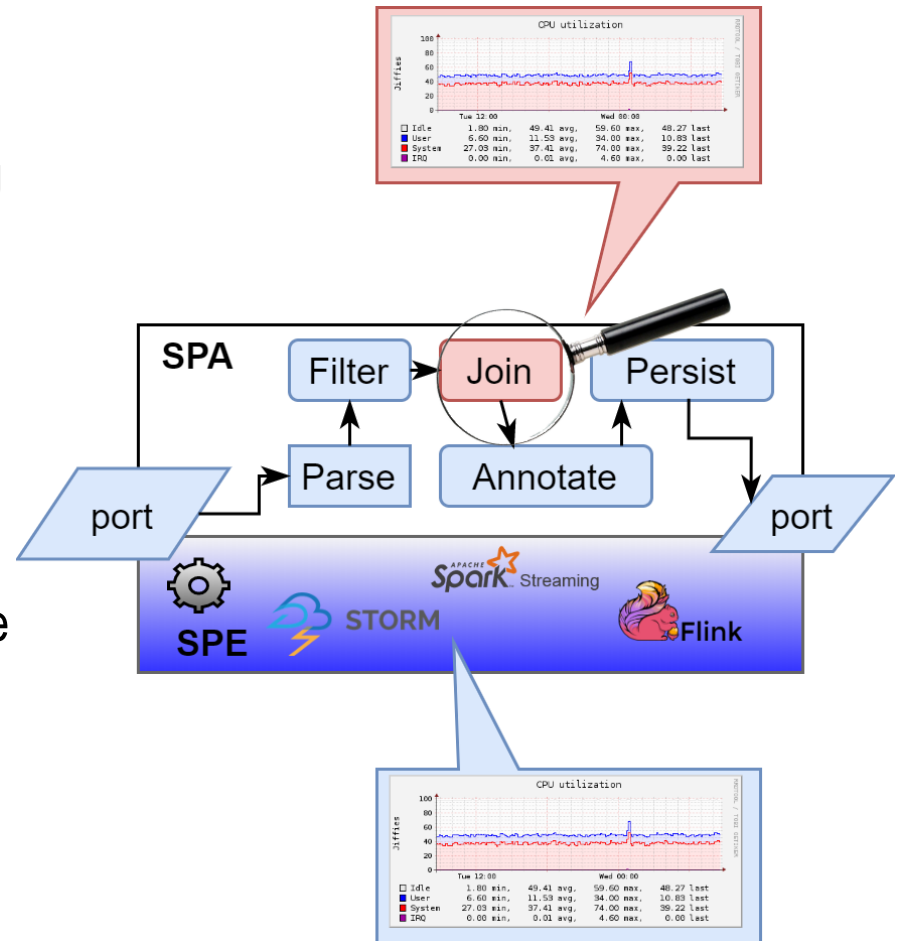 CPU utilization
RRDTOOL / TOBI OETIKER
Jiffies
100
80
60
40
20
0
Tue 12:00 Wed 00:00
Idle 1.80 min, 49.41 avg, 59.60 max, 48.27 last
User 6.60 min, 11.53 avg, 34.00 max, 10.83 last
System 27.03 min, 37.41 avg, 74.00 max, 39.22 last
IRQ 0.00 min, 0.01 avg, 4.60 max, 0.00 last
SPA
Filter
Join
Persist
Parse
Annotate
port
port
APACHE
Spark Streaming
STORM
Flink
SPE
e
CPU utilization
RRDTOOL / TOBI OETIKER
Jiffies
100
80
60
40
20
0
Tue 12:00 Wed 00:00
Idle 1.80 min, 49.41 avg, 59.60 max, 48.27 last
User 6.60 min, 11.53 avg, 34.00 max, 10.83 last
System 27.03 min, 37.41 avg, 74.00 max, 39.22 last
IRQ 0.00 min, 0.01 avg, 4.60 max, 0.00 last